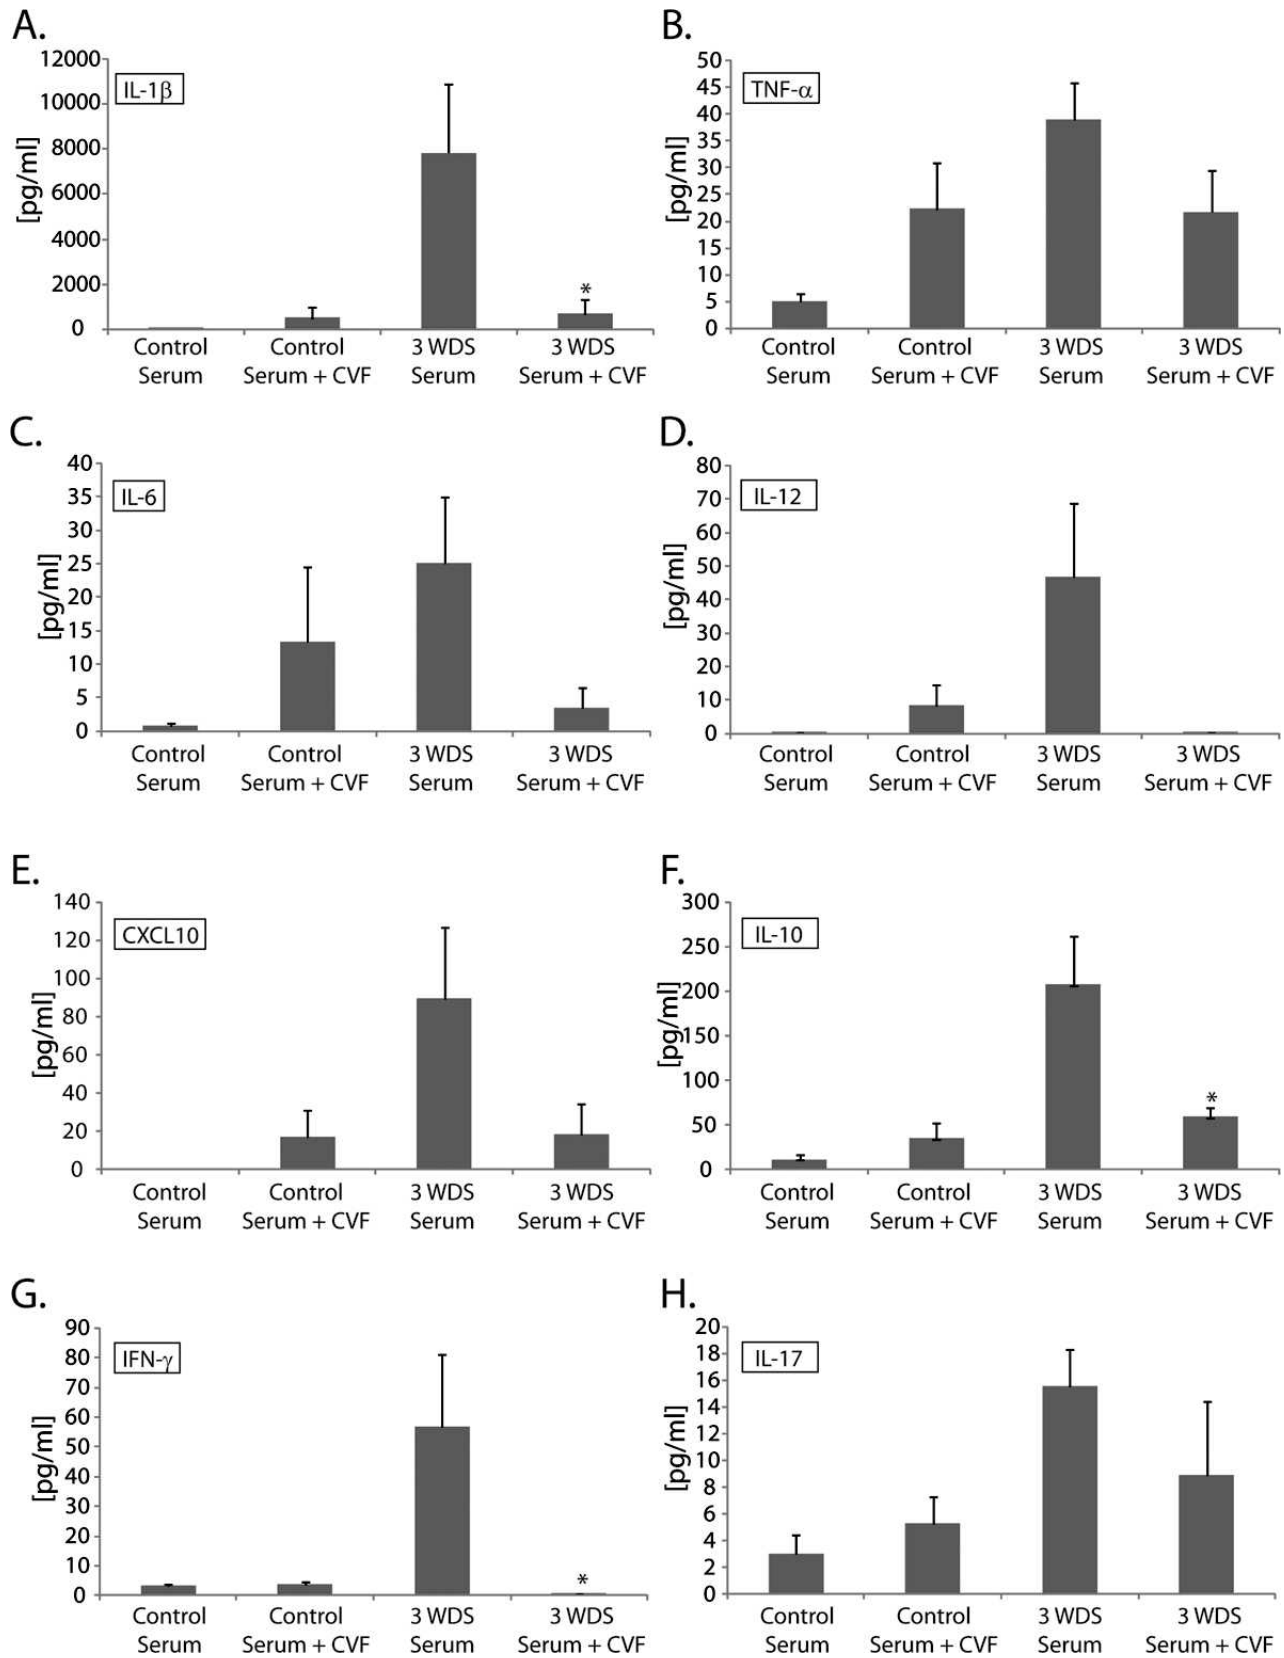 A.
IL-1β
[pg/ml]
12000
10000
8000
6000
4000
2000
0
*
Control Serum
Control Serum + CVF
3 WDS Serum
3 WDS Serum + CVF
B.
TNF-α
[pg/ml]
50
45
40
35
30
25
20
15
10
5
0
Control Serum
Control Serum + CVF
3 WDS Serum
3 WDS Serum + CVF
C.
IL-6
[pg/ml]
40
35
30
25
20
15
10
5
0
Control Serum
Control Serum + CVF
3 WDS Serum
3 WDS Serum + CVF
D.
IL-12
[pg/ml]
80
70
60
50
40
30
20
10
0
Control Serum
Control Serum + CVF
3 WDS Serum
3 WDS Serum + CVF
E.
CXCL10
[pg/ml]
140
120
100
80
60
40
20
0
Control Serum
Control Serum + CVF
3 WDS Serum
3 WDS Serum + CVF
F.
IL-10
[pg/ml]
300
250
200
150
100
50
0
*
Control Serum
Control Serum + CVF
3 WDS Serum
3 WDS Serum + CVF
G.
IFN-γ
[pg/ml]
90
80
70
60
50
40
30
20
10
0
*
Control Serum
Control Serum + CVF
3 WDS Serum
3 WDS Serum + CVF
H.
IL-17
[pg/ml]
20
18
16
14
12
10
8
6
4
2
0
Control Serum
Control Serum + CVF
3 WDS Serum
3 WDS Serum + CVF